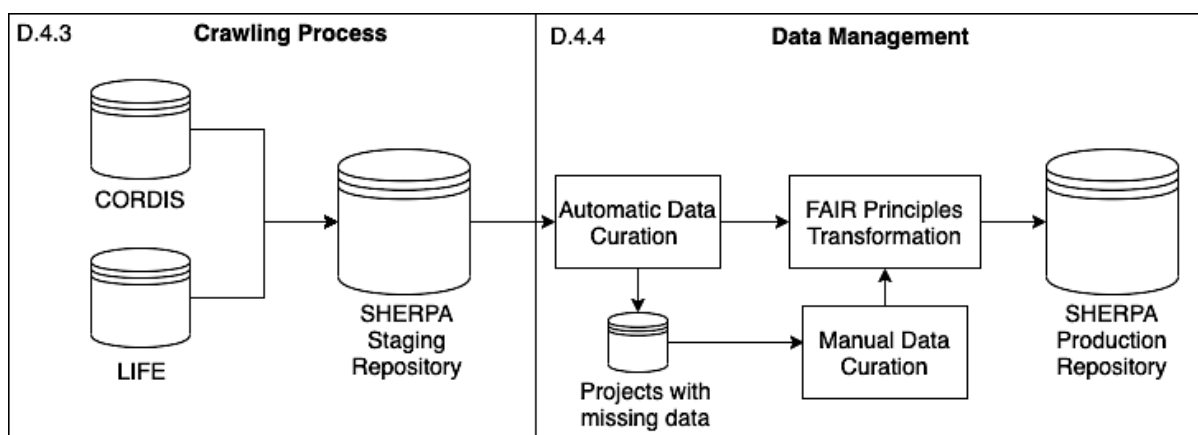 D.4.3
Crawling Process
CORDIS
LIFE
SHERPA
Staging
Repository
D.4.4
Data Management
Automatic Data
Curation
Projects with
missing data
FAIR Principles
Transformation
Manual Data
Curation
SHERPA
Production
Repository